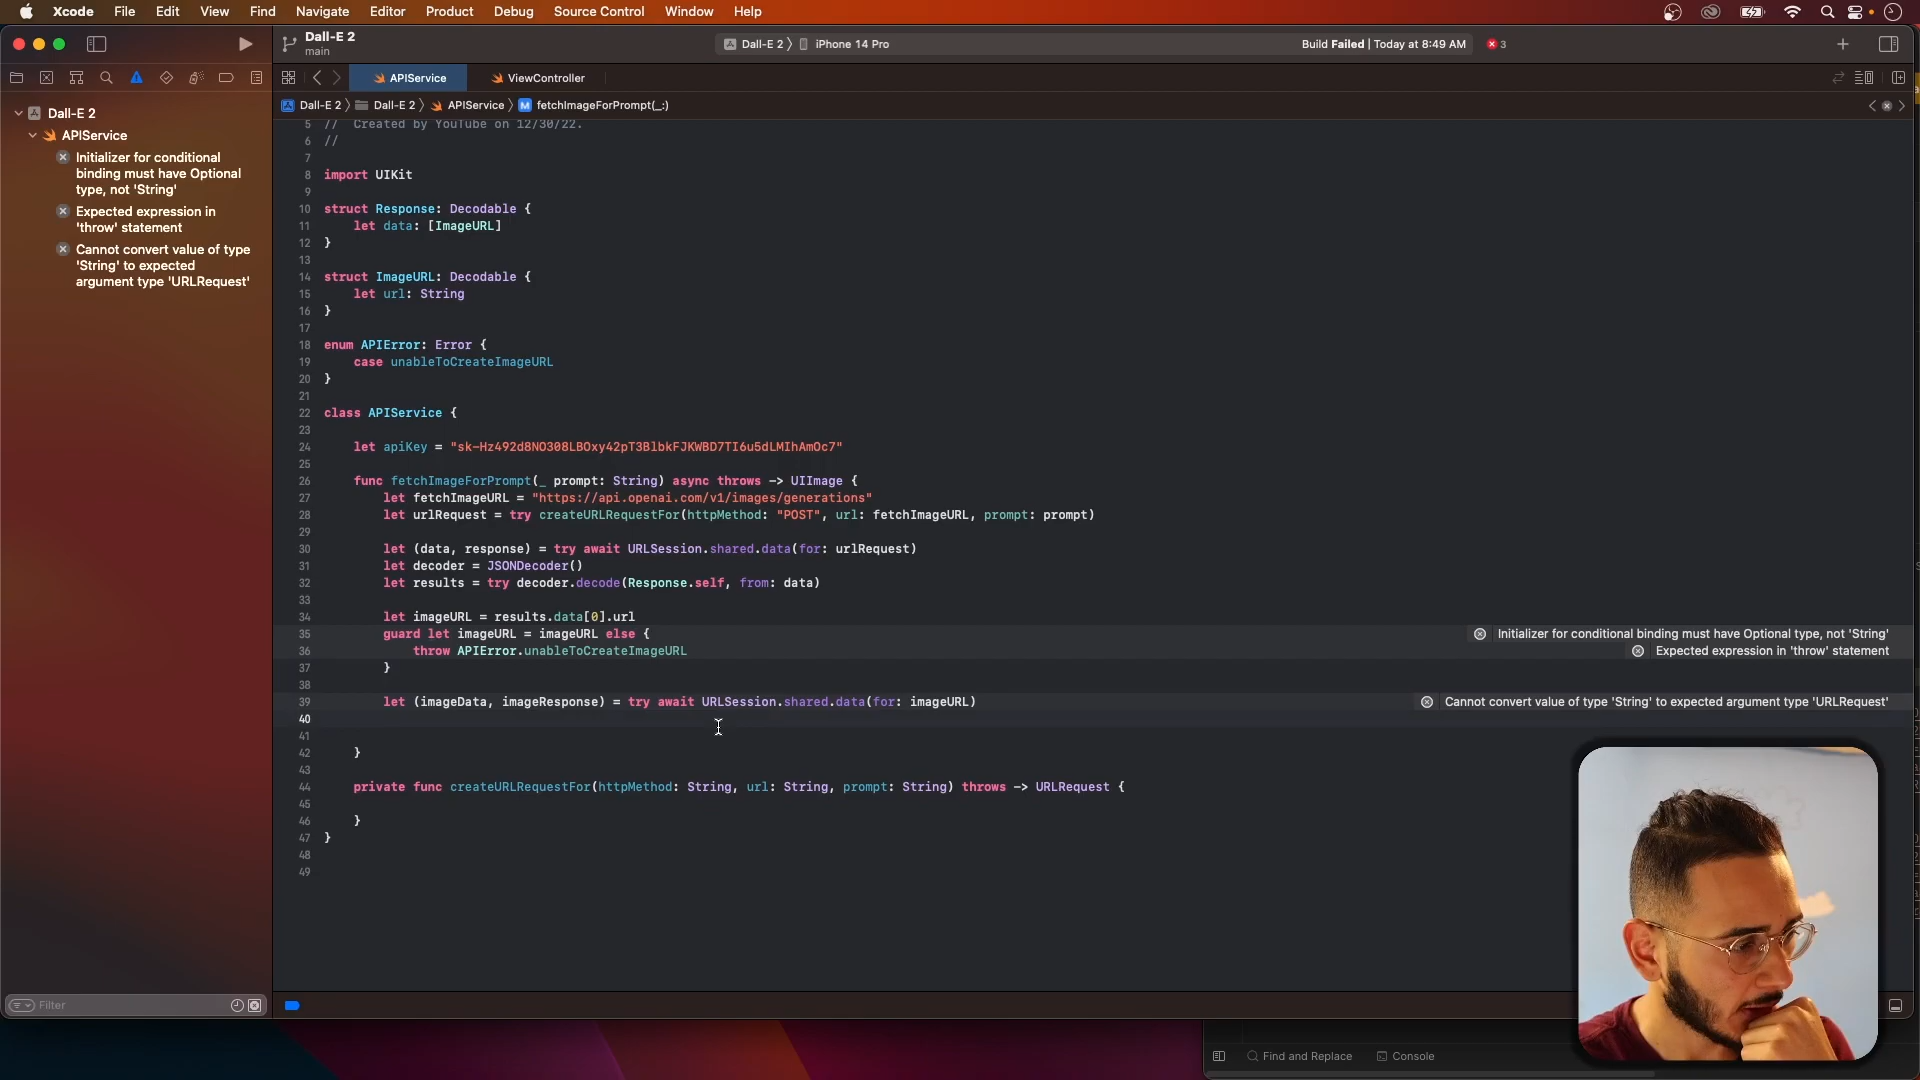 Xcode File Edit View Find Navigate Editor Product Debug Source Control Window Help
Dall-E 2
main
Dall-E 2 iPhone 14 Pro
Build Failed | Today at 8:49 AM
3
APIService
ViewController
Dall-E 2 Dall-E 2 APIService M fetchImageForPrompt(_:)
Dall-E 2
APIService
Initializer for conditional
binding must have Optional
type, not 'String'
Expected expression in
'throw' statement
Cannot convert value of type
'String' to expected
argument type 'URLRequest'
Filter
5 // Created by YouTube on 12/30/22.
6 //
7
8 import UIKit
9
10 struct Response: Decodable {
11 let data: [ImageURL]
12 }
13
14 struct ImageURL: Decodable {
15 let url: String
16 }
17
18 enum APIError: Error {
19 case unableToCreateImageURL
20 }
21
22 class APIService {
23
24 let apiKey = "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"
25
26 func fetchImageForPrompt(_ prompt: String) async throws -> UIImage {
27 let fetchImageURL = "https://api.openai.com/v1/images/generations"
28 let urlRequest = try createURLRequestFor(httpMethod: "POST", url: fetchImageURL, prompt: prompt)
29
30 let (data, response) = try await URLSession.shared.data(for: urlRequest)
31 let decoder = JSONDecoder()
32 let results = try decoder.decode(Response.self, from: data)
33
34 let imageURL = results.data[0].url
35 guard let imageURL = imageURL else { Initializer for conditional binding must have Optional type, not 'String'
36 throw APIError.unableToCreateImageURL Expected expression in 'throw' statement
37 }
38
39 let (imageData, imageResponse) = try await URLSession.shared.data(for: imageURL) Cannot convert value of type 'String' to expected argument type 'URLRequest'
40
41
42 }
43
44 private func createURLRequestFor(httpMethod: String, url: String, prompt: String) throws -> URLRequest {
45
46 }
47 }
48
49
Find and Replace Console